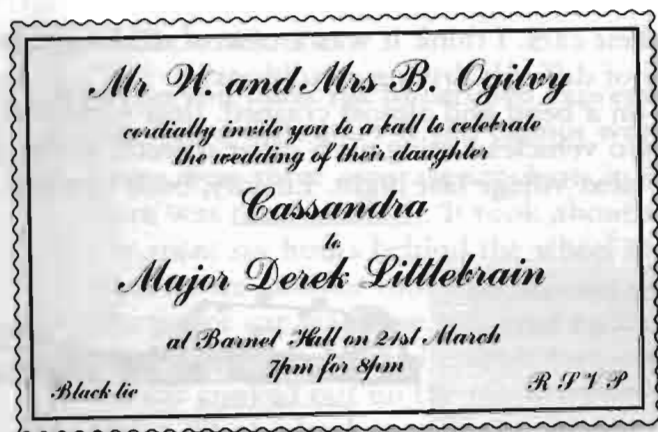 Mr W. and Mrs B. Ogilvy
cordially invite you to a ball to celebrate
the wedding of their daughter
Cassandra
to
Major Derek Littlebrain
at Barnet Hall on 21st March
7pm for 8pm
Black tie
R S V P